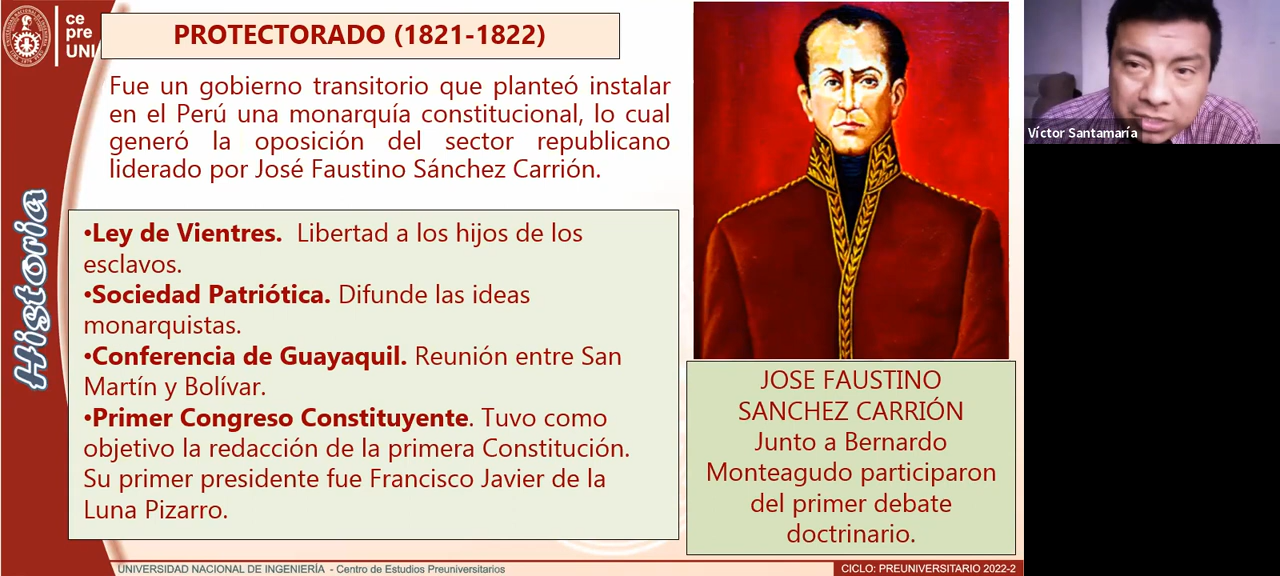 ce
pre
UNI
PROTECTORADO (1821-1822)
Fue un gobierno transitorio que planteó instalar
en el Perú una monarquía constitucional, lo cual
generó la oposición del sector republicano
liderado por José Faustino Sánchez Carrión.
Historia
•Ley de Vientres. Libertad a los hijos de los
esclavos.
•Sociedad Patriótica. Difunde las ideas
monarquistas.
•Conferencia de Guayaquil. Reunión entre San
Martín y Bolívar.
•Primer Congreso Constituyente. Tuvo como
objetivo la redacción de la primera Constitución.
Su primer presidente fue Francisco Javier de la
Luna Pizarro.
JOSE FAUSTINO
SANCHEZ CARRIÓN
Junto a Bernardo
Monteagudo participaron
del primer debate
doctrinario.
Víctor Santamaría
UNIVERSIDAD NACIONAL DE INGENIERÍA - Centro de Estudios Preuniversitarios
CICLO: PREUNIVERSITARIO 2022-2